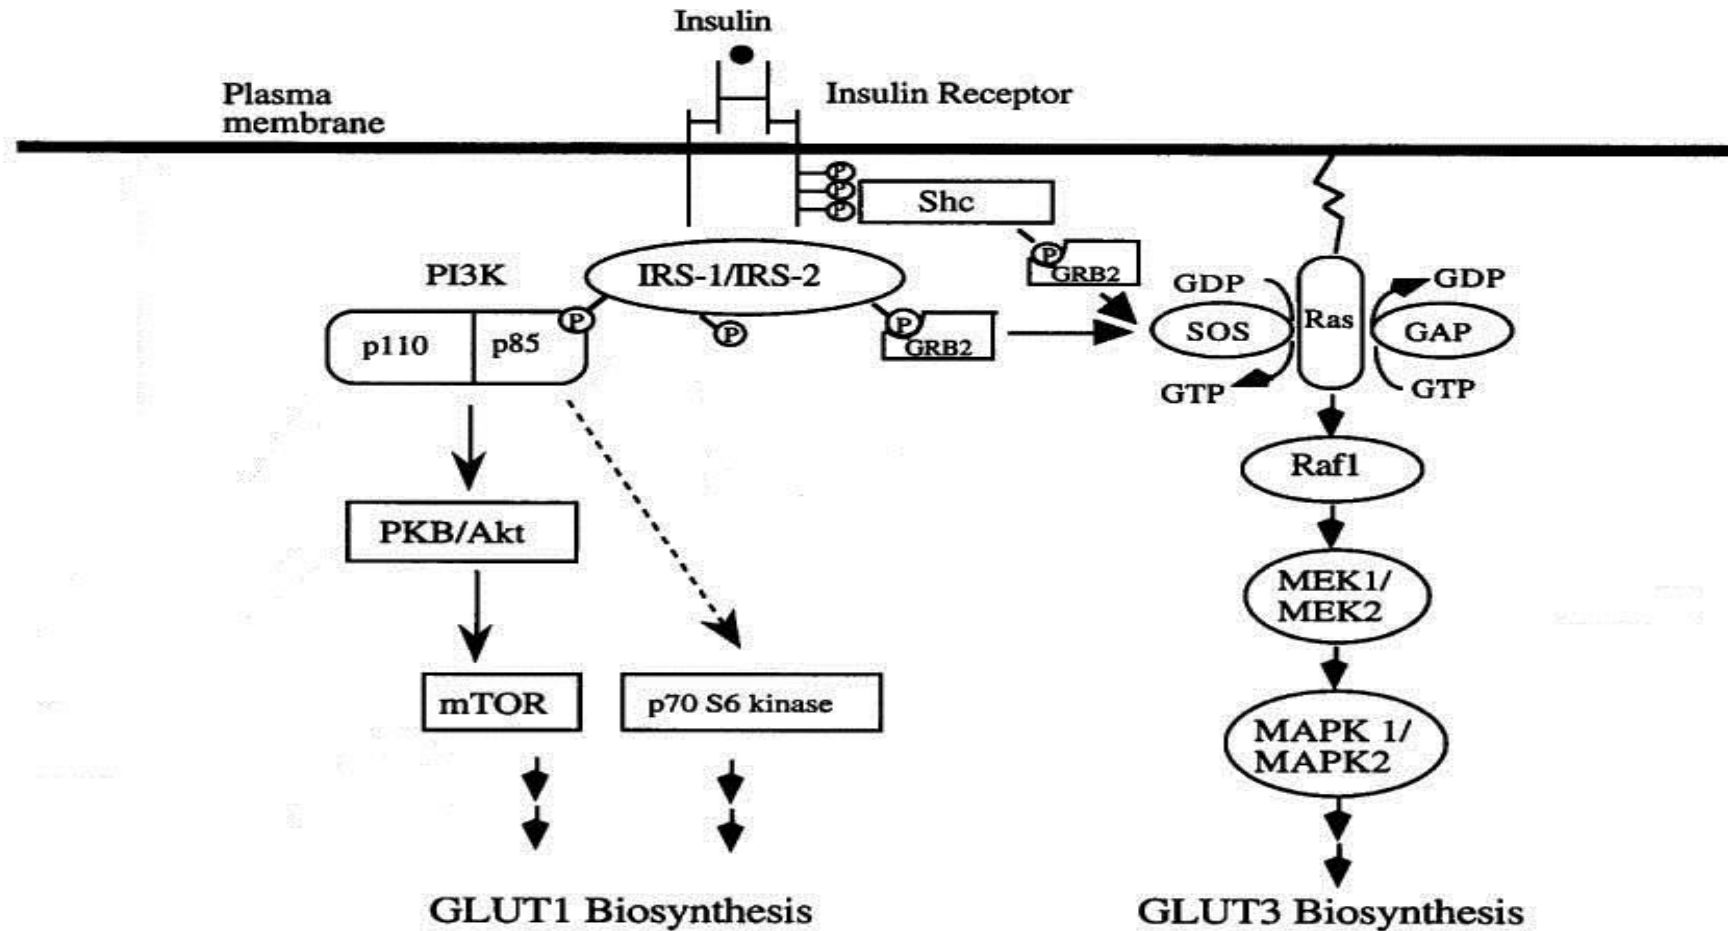 Insulin
Plasma
membrane
Insulin Receptor
P
P
P
Shc
PI3K
IRS-1/IRS-2
P
GRB2
GDP
GDP
p110
p85
P
P
P
GRB2
SOS
Ras
GAP
GTP
GTP
Raf1
PKB/Akt
MEK1/
MEK2
mTOR
p70 S6 kinase
MAPK 1/
MAPK2
GLUT1 Biosynthesis
GLUT3 Biosynthesis